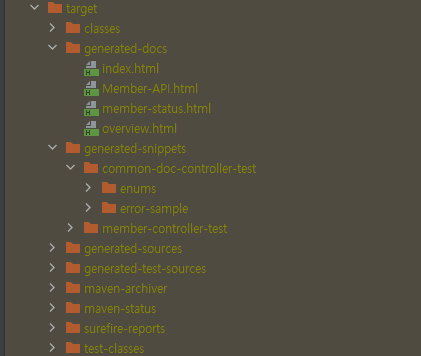 target
classes
generated-docs
index.html
Member-API.html
member-status.html
overview.html
generated-snippets
common-doc-controller-test
enums
error-sample
member-controller-test
generated-sources
generated-test-sources
maven-archiver
maven-status
surefire-reports
test-classes